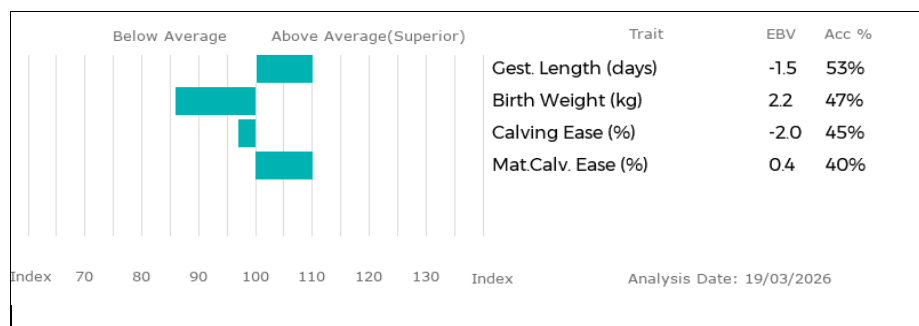 Below Average Above Average(Superior) Trait EBV Acc %
Gest. Length (days) -1.5 53%
Birth Weight (kg) 2.2 47%
Calving Ease (%) -2.0 45%
Mat.Calv. Ease (%) 0.4 40%
Index 70 80 90 100 110 120 130 Index Analysis Date: 19/03/2026